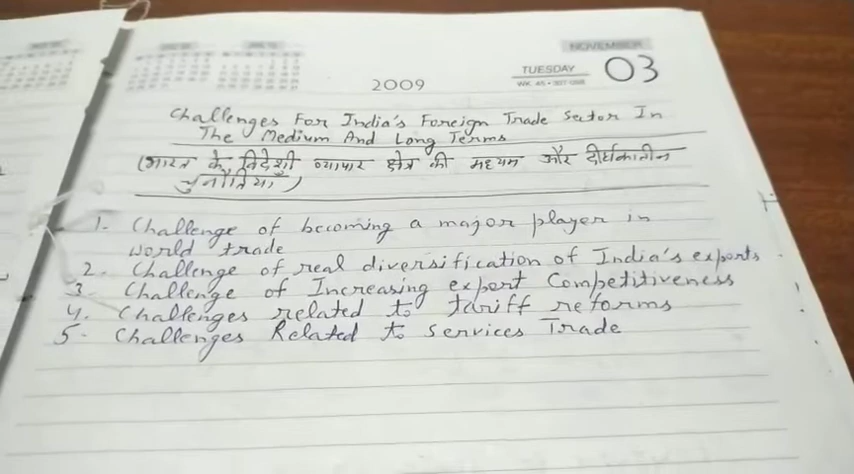 NOVEMBER
2009
TUESDAY
03
Challenges For India's Foreign Trade Sector In
The Medium And Long Terms
(भारत के विदेशी व्यापार क्षेत्र की मध्यम और दीर्घकालीन
चुनौतियां)
1. Challenge of becoming a major player in
world trade
2. Challenge of real diversification of India's exports
3. Challenge of Increasing export Competitiveness
4. Challenges related to tariff reforms
5- Challenges Related to Services Trade